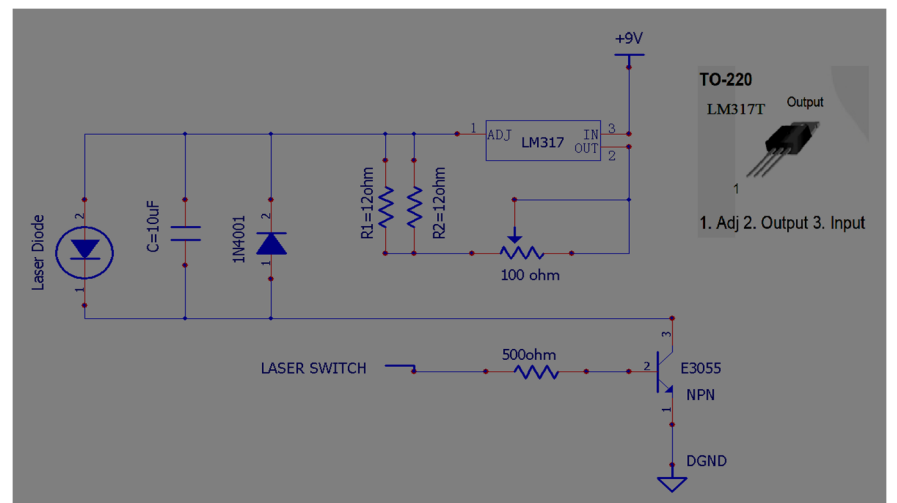 +9V
TO-220
LM317T
Output
1
1. Adj 2. Output 3. Input
1
ADJ
LM317
IN
3
OUT
2
Laser Diode
2
1
C=10uF
1N4001
2
1
R1=12ohm
R2=12ohm
100 ohm
LASER SWITCH
500ohm
2
3
1
E3055
NPN
DGND